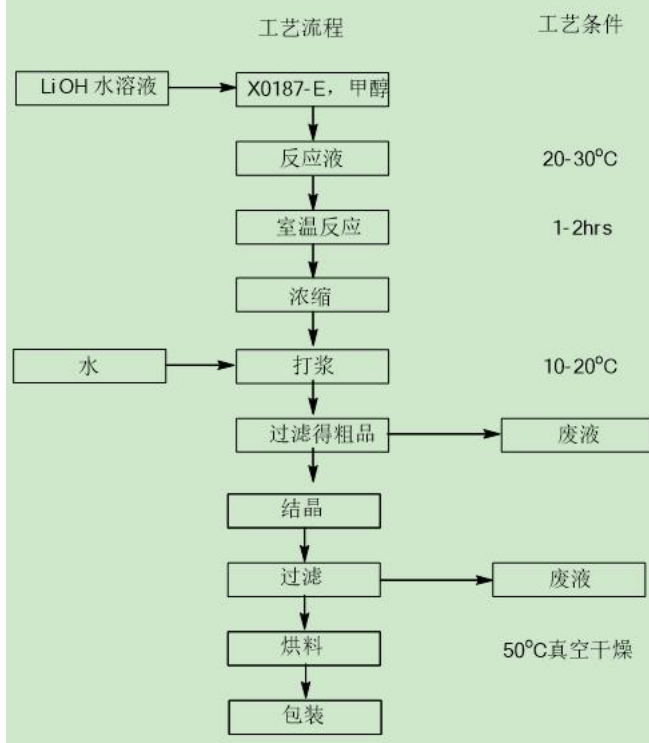 工艺流程 工艺条件
LiOH 水溶液 X0187-E，甲醇
反应液 20-30°C
室温反应 1-2hrs
浓缩
水 打浆 10-20°C
过滤得粗品 废液
结晶
过滤 废液
烘料 50°C真空干燥
包装